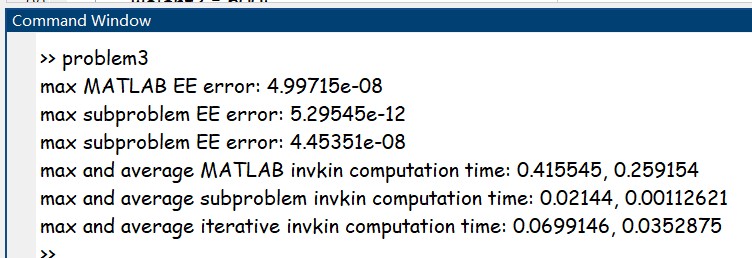 Command Window
>> problem3
max MATLAB EE error: 4.99715e-08
max subproblem EE error: 5.29545e-12
max subproblem EE error: 4.45351e-08
max and average MATLAB invkin computation time: 0.415545, 0.259154
max and average subproblem invkin computation time: 0.02144, 0.00112621
max and average iterative invkin computation time: 0.0699146, 0.0352875
>>